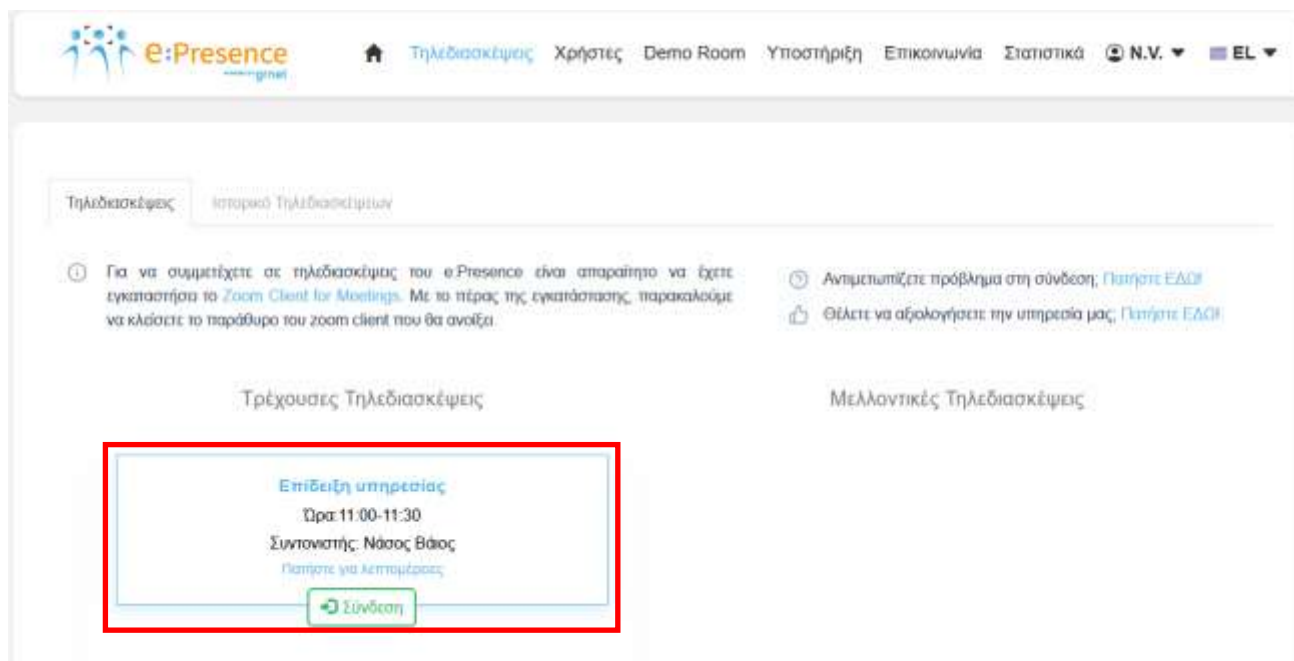 e:Presence
grnet
Τηλεδιασκέψεις Χρήστες Demo Room Υποστήριξη Επικοινωνία Στατιστικά N.V. EL
Τηλεδιασκέψεις Ιστορικό Τηλεδιασκέψεων
Για να συμμετέχετε σε τηλεδιασκέψεις του e:Presence είναι απαραίτητο να έχετε
εγκαταστήσει το Zoom Client for Meetings. Με το πέρας της εγκατάστασης, παρακαλούμε
να κλείσετε το παράθυρο του zoom client που θα ανοίξει.
Αντιμετωπίζετε πρόβλημα στη σύνδεση; Πατήστε ΕΔΩ!
Θέλετε να αξιολογήσετε την υπηρεσία μας; Πατήστε ΕΔΩ!
Τρέχουσες Τηλεδιασκέψεις
Μελλοντικές Τηλεδιασκέψεις
Επίδειξη υπηρεσίας
Ώρα:11:00-11:30
Συντονιστής: Νάσος Βάιος
Πατήστε για λεπτομέρειες
Σύνδεση